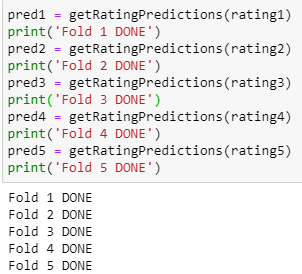 pred1 = getRatingPredictions(rating1)
print('Fold 1 DONE')
pred2 = getRatingPredictions(rating2)
print('Fold 2 DONE')
pred3 = getRatingPredictions(rating3)
print('Fold 3 DONE')
pred4 = getRatingPredictions(rating4)
print('Fold 4 DONE')
pred5 = getRatingPredictions(rating5)
print('Fold 5 DONE')
Fold 1 DONE
Fold 2 DONE
Fold 3 DONE
Fold 4 DONE
Fold 5 DONE